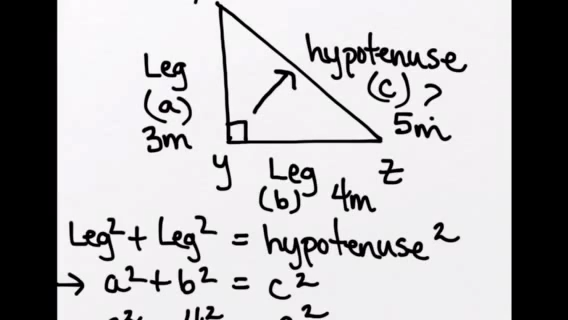 Leg
(a)
3m
hypotenuse
(c) ?
5m
y
Leg
(b) 4m
z
Leg² + Leg² = hypotenuse²
→ a² + b² = c²